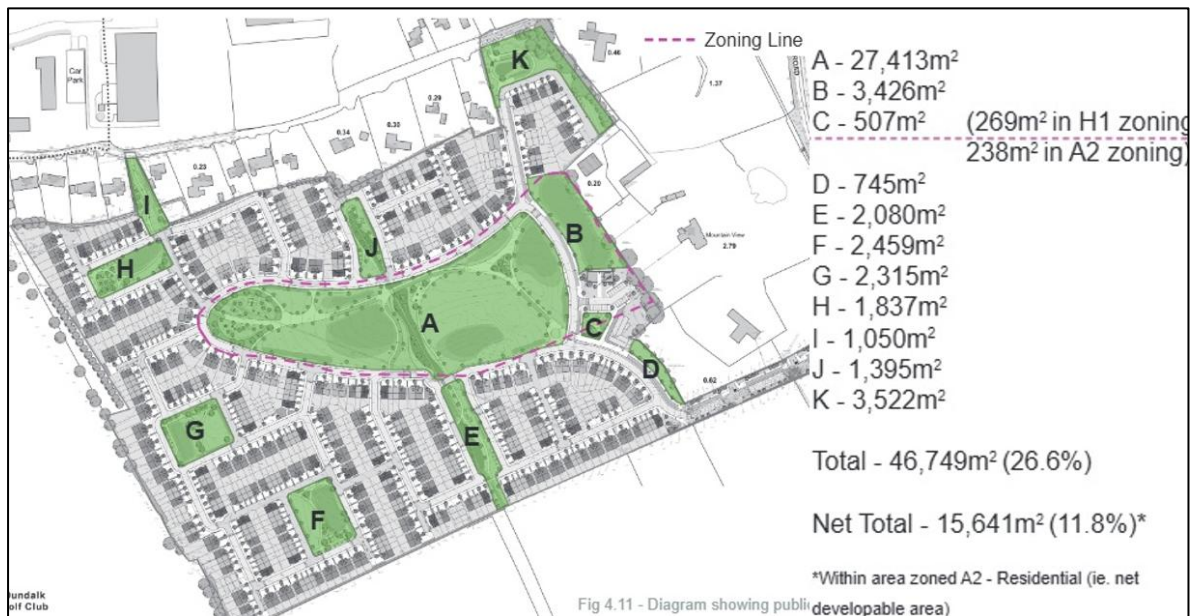 Zoning Line
A - 27,413m²
B - 3,426m²
C - 507m² (269m² in H1 zoning
238m² in A2 zoning)
D - 745m²
E - 2,080m²
F - 2,459m²
G - 2,315m²
H - 1,837m²
I - 1,050m²
J - 1,395m²
K - 3,522m²
Total - 46,749m² (26.6%)
Net Total - 15,641m² (11.8%)*
*Within area zoned A2 - Residential (ie. net
developable area)
Fig 4.11 - Diagram showing public
Car
Park
K
0.46
1.37
0.29
0.30
0.34
0.23
0.20
I
J
H
B
Mountain View
2.79
A
C
D
0.62
G
E
F
olf Club